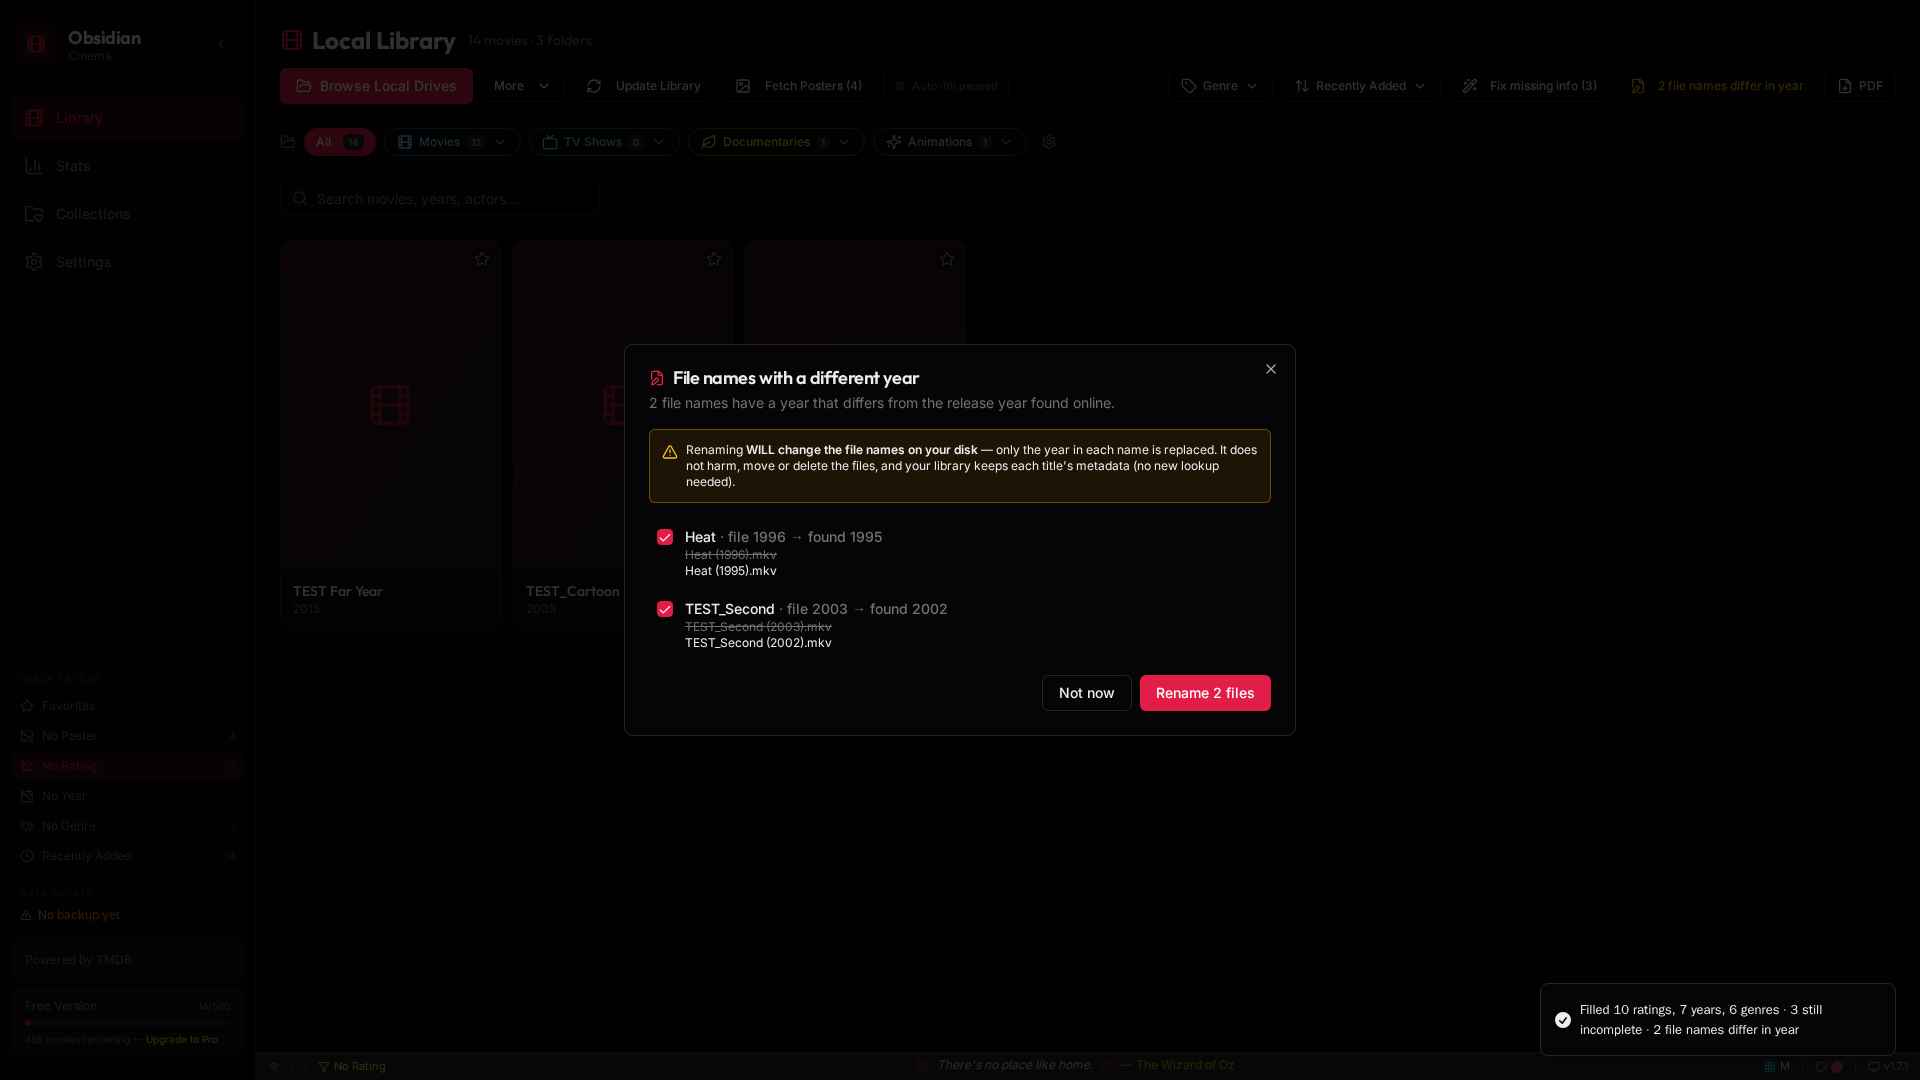 Obsidian
Cinema
Library
Stats
Collections
Settings
Favorites
No Poster
No Rating
No Year
No Genre
Recently Added
No backup yet
Powered by TMDB
Free Version
Upgrade to Pro
Local Library
14 movies · 3 folders
Browse Local Drives
More
Update Library
Fetch Posters (4)
Auto-fill paused
Genre
Recently Added
Fix missing info (3)
2 file names differ in year
PDF
All 14
Movies
TV Shows 0
Documentaries 1
Animations 1
Search movies, years, actors...
TEST Far Year
2015
TEST_Cartoon
File names with a different year
2 file names have a year that differs from the release year found online.
Renaming WILL change the file names on your disk — only the year in each name is replaced. It does
not harm, move or delete the files, and your library keeps each title's metadata (no new lookup
needed).
Heat · file 1996 → found 1995
Heat (1996).mkv
Heat (1995).mkv
TEST_Second · file 2003 → found 2002
TEST_Second (2003).mkv
TEST_Second (2002).mkv
Not now
Rename 2 files
Filled 10 ratings, 7 years, 6 genres · 3 still
incomplete · 2 file names differ in year
No Rating
There's no place like home.
— The Wizard of Oz
M